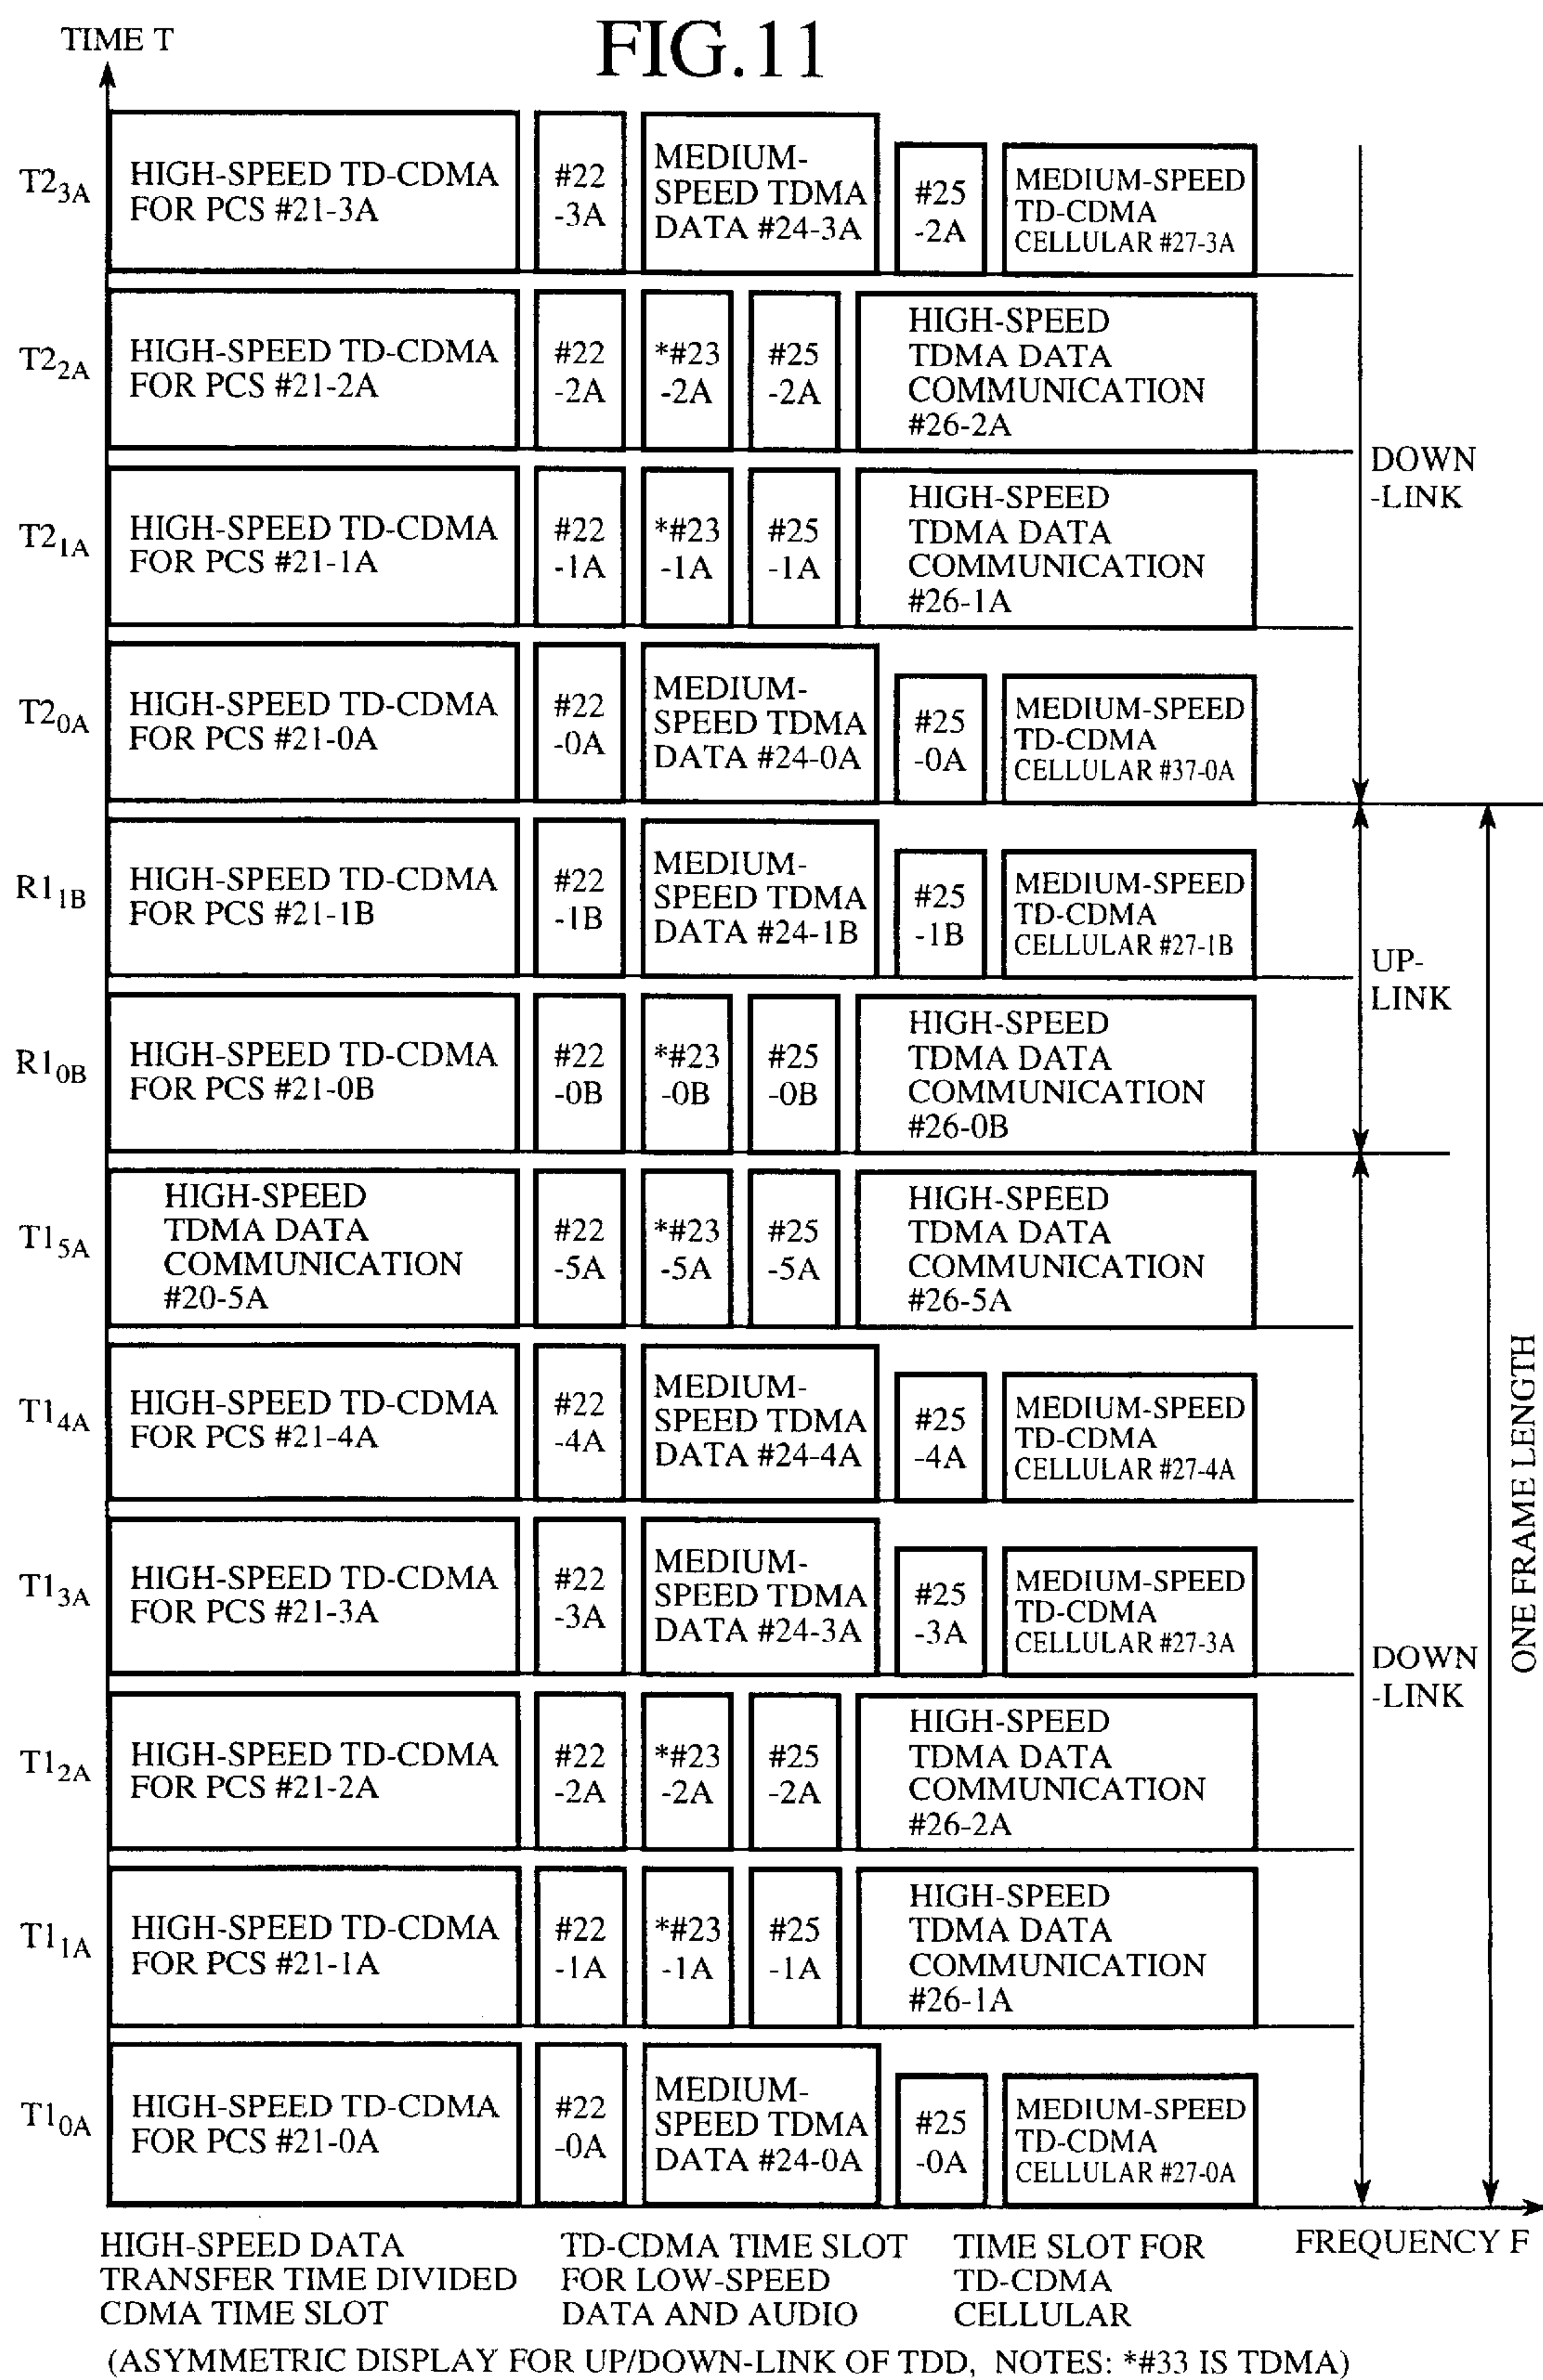 FIG.11
TIME T
T23A
HIGH-SPEED TD-CDMA
FOR PCS #21-3A
#22
-3A
MEDIUM-
SPEED TDMA
DATA #24-3A
#25
-2A
MEDIUM-SPEED
TD-CDMA
CELLULAR #27-3A
T22A
HIGH-SPEED TD-CDMA
FOR PCS #21-2A
#22
-2A
*#23
-2A
#25
-2A
HIGH-SPEED
TDMA DATA
COMMUNICATION
#26-2A
DOWN
-LINK
T21A
HIGH-SPEED TD-CDMA
FOR PCS #21-1A
#22
-1A
*#23
-1A
#25
-1A
HIGH-SPEED
TDMA DATA
COMMUNICATION
#26-1A
T20A
HIGH-SPEED TD-CDMA
FOR PCS #21-0A
#22
-0A
MEDIUM-
SPEED TDMA
DATA #24-0A
#25
-0A
MEDIUM-SPEED
TD-CDMA
CELLULAR #37-0A
R11B
HIGH-SPEED TD-CDMA
FOR PCS #21-1B
#22
-1B
MEDIUM-
SPEED TDMA
DATA #24-1B
#25
-1B
MEDIUM-SPEED
TD-CDMA
CELLULAR #27-1B
UP-
LINK
R10B
HIGH-SPEED TD-CDMA
FOR PCS #21-0B
#22
-0B
*#23
-0B
#25
-0B
HIGH-SPEED
TDMA DATA
COMMUNICATION
#26-0B
T15A
HIGH-SPEED
TDMA DATA
COMMUNICATION
#20-5A
#22
-5A
*#23
-5A
#25
-5A
HIGH-SPEED
TDMA DATA
COMMUNICATION
#26-5A
T14A
HIGH-SPEED TD-CDMA
FOR PCS #21-4A
#22
-4A
MEDIUM-
SPEED TDMA
DATA #24-4A
#25
-4A
MEDIUM-SPEED
TD-CDMA
CELLULAR #27-4A
ONE FRAME LENGTH
T13A
HIGH-SPEED TD-CDMA
FOR PCS #21-3A
#22
-3A
MEDIUM-
SPEED TDMA
DATA #24-3A
#25
-3A
MEDIUM-SPEED
TD-CDMA
CELLULAR #27-3A
DOWN
-LINK
T12A
HIGH-SPEED TD-CDMA
FOR PCS #21-2A
#22
-2A
*#23
-2A
#25
-2A
HIGH-SPEED
TDMA DATA
COMMUNICATION
#26-2A
T11A
HIGH-SPEED TD-CDMA
FOR PCS #21-1A
#22
-1A
*#23
-1A
#25
-1A
HIGH-SPEED
TDMA DATA
COMMUNICATION
#26-1A
T10A
HIGH-SPEED TD-CDMA
FOR PCS #21-0A
#22
-0A
MEDIUM-
SPEED TDMA
DATA #24-0A
#25
-0A
MEDIUM-SPEED
TD-CDMA
CELLULAR #27-0A
HIGH-SPEED DATA
TRANSFER TIME DIVIDED
CDMA TIME SLOT
TD-CDMA TIME SLOT
FOR LOW-SPEED
DATA AND AUDIO
TIME SLOT FOR
TD-CDMA
CELLULAR
FREQUENCY F
(ASYMMETRIC DISPLAY FOR UP/DOWN-LINK OF TDD, NOTES: *#33 IS TDMA)